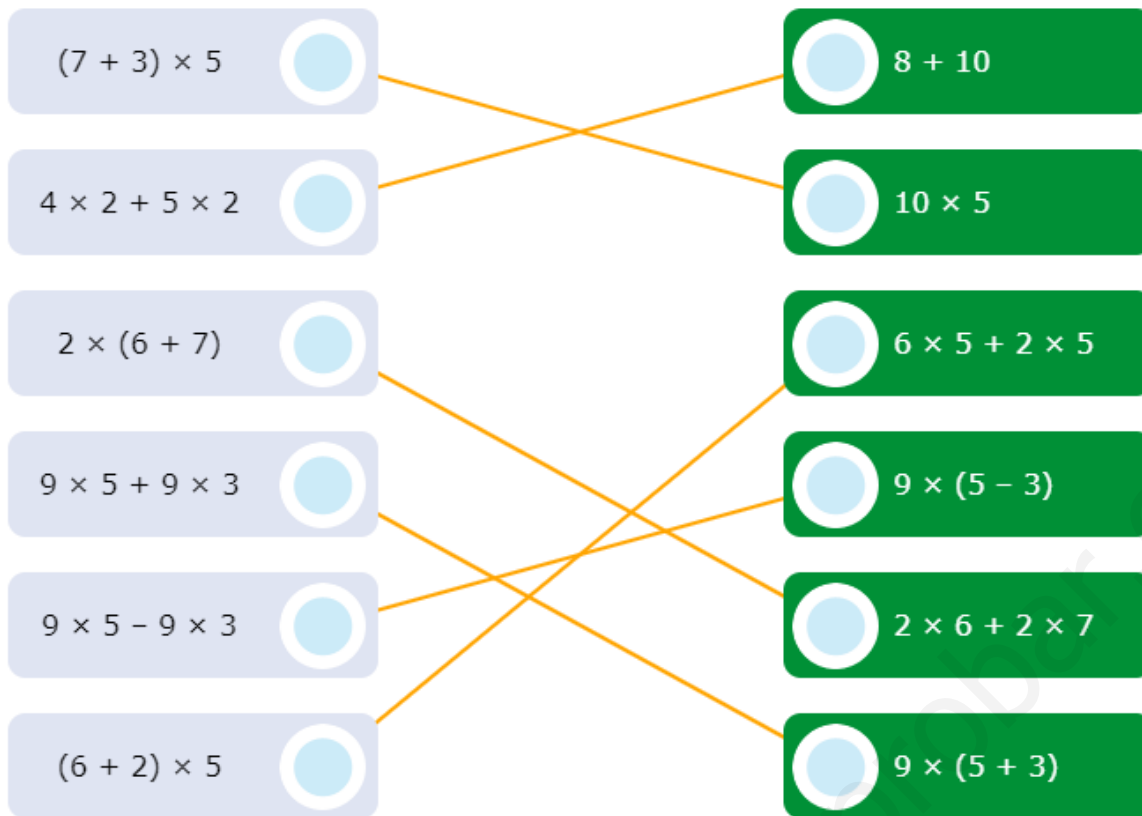 (7 + 3) × 5
8 + 10
4 × 2 + 5 × 2
10 × 5
2 × (6 + 7)
6 × 5 + 2 × 5
9 × 5 + 9 × 3
9 × (5 – 3)
9 × 5 – 9 × 3
2 × 6 + 2 × 7
(6 + 2) × 5
9 × (5 + 3)